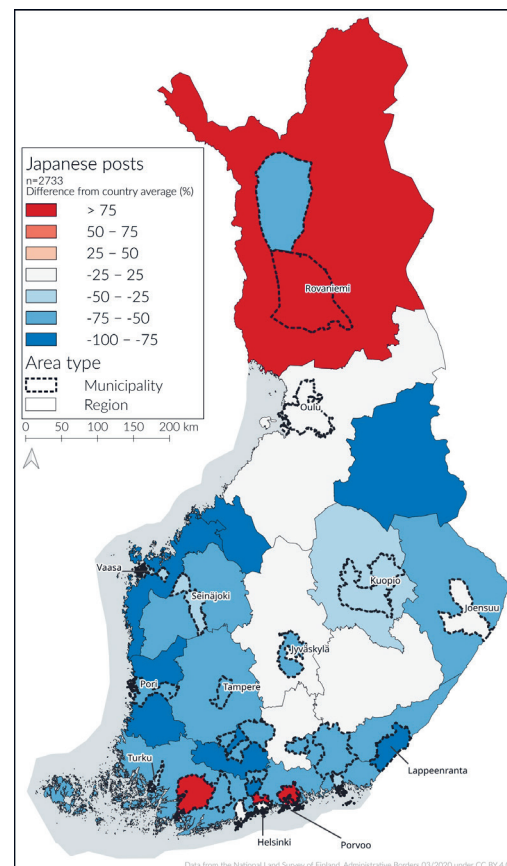 Japanese posts
n=2733
Difference from country average (%)
> 75
50 – 75
25 – 50
-25 – 25
-50 – -25
-75 – -50
-100 – -75
Area type
Municipality
Region
0 50 100 150 200 km
Rovaniemi
Oulu
Vaasa
Seinäjoki
Kuopio
Joensuu
Jyväskylä
Pori
Tampere
Turku
Lappeenranta
Helsinki
Porvoo
Data from the National Land Survey of Finland, Administrative Borders 03/2020 under CC BY 4.0